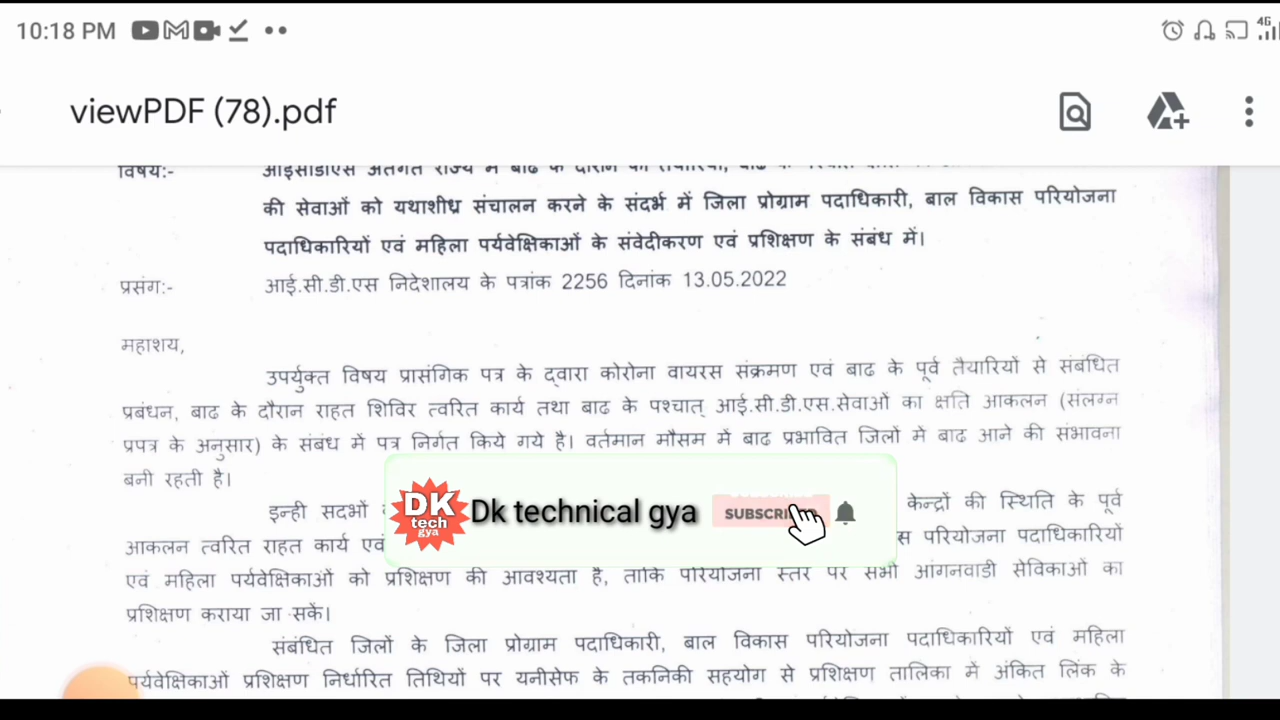 10:18 PM
4G
viewPDF (78).pdf
विषय:-
की सेवाओं को यथाशीध्र संचालन करने के संदर्भ में जिला प्रोग्राम पदाधिकारी, बाल विकास परियोजना
पदाधिकारियों एवं महिला पर्यवेक्षिकाओं के संवेदीकरण एवं प्रशिक्षण के संबंध में।
प्रसंग:- आई.सी.डी.एस निदेशालय के पत्रांक 2256 दिनांक 13.05.2022
महाशय,
उपर्युक्त विषय प्रासंगिक पत्र के द्वारा कोरोना वायरस संक्रमण एवं बाढ के पूर्व तैयारियों से संबंधित
प्रबंधन, बाढ के दौरान राहत शिविर त्वरित कार्य तथा बाढ के पश्चात् आई.सी.डी.एस.सेवाओं का क्षति आकलन (संलग्न
प्रपत्र के अनुसार) के संबंध में पत्र निर्गत किये गये है। वर्तमान मौसम में बाढ प्रभावित जिलों में बाढ आने की संभावना
बनी रहती है।
इन्ही सदर्भो केन्द्रों की स्थिति के पूर्व
आकलन त्वरित राहत कार्य एवं परियोजना पदाधिकारियों
एवं महिला पर्यवेक्षिकाओं को प्रशिक्षण की आवश्यता है, ताकि परियोजना स्तर पर सभी आंगनवाडी सेविकाओं का
प्रशिक्षण कराया जा सकें।
संबंधित जिलों के जिला प्रोग्राम पदाधिकारी, बाल विकास परियोजना पदाधिकारियों एवं महिला
पर्यवेक्षिकाओं प्रशिक्षण निर्धारित तिथियों पर यनीसेफ के तकनिकी सहयोग से प्रशिक्षण तालिका में अंकित लिंक के
DK
tech
gya
Dk technical gya
SUBSCRIBED